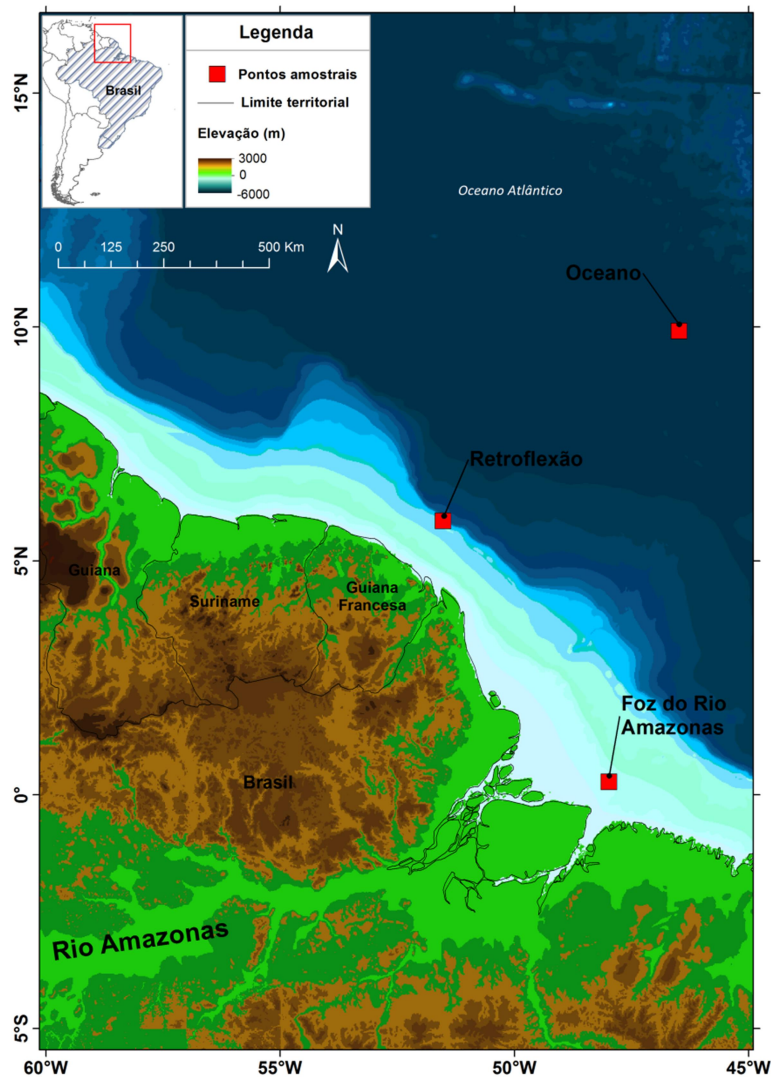 Legenda
Pontos amostrais
Limite territorial
Elevação (m)
3000
0
-6000
Brasil
15°N
Oceano Atlântico
N
0 125 250 500 Km
Oceano
10°N
Retroflexão
5°N
Guiana
Suriname
Guiana
Francesa
Foz do Rio
Amazonas
Brasil
0°
Rio Amazonas
5°S
60°W 55°W 50°W 45°W